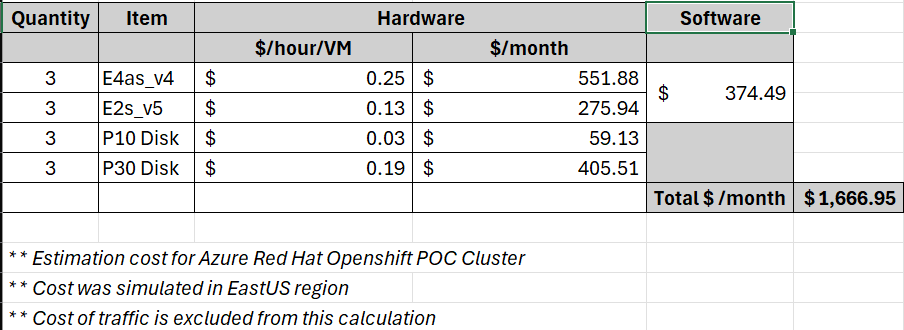 Quantity Item Hardware Software
$/hour/VM $/month
3 E4as_v4 $ 0.25 $ 551.88
$ 374.49
3 E2s_v5 $ 0.13 $ 275.94
3 P10 Disk $ 0.03 $ 59.13
3 P30 Disk $ 0.19 $ 405.51
Total $ /month $ 1,666.95
** Estimation cost for Azure Red Hat Openshift POC Cluster
** Cost was simulated in EastUS region
** Cost of traffic is excluded from this calculation